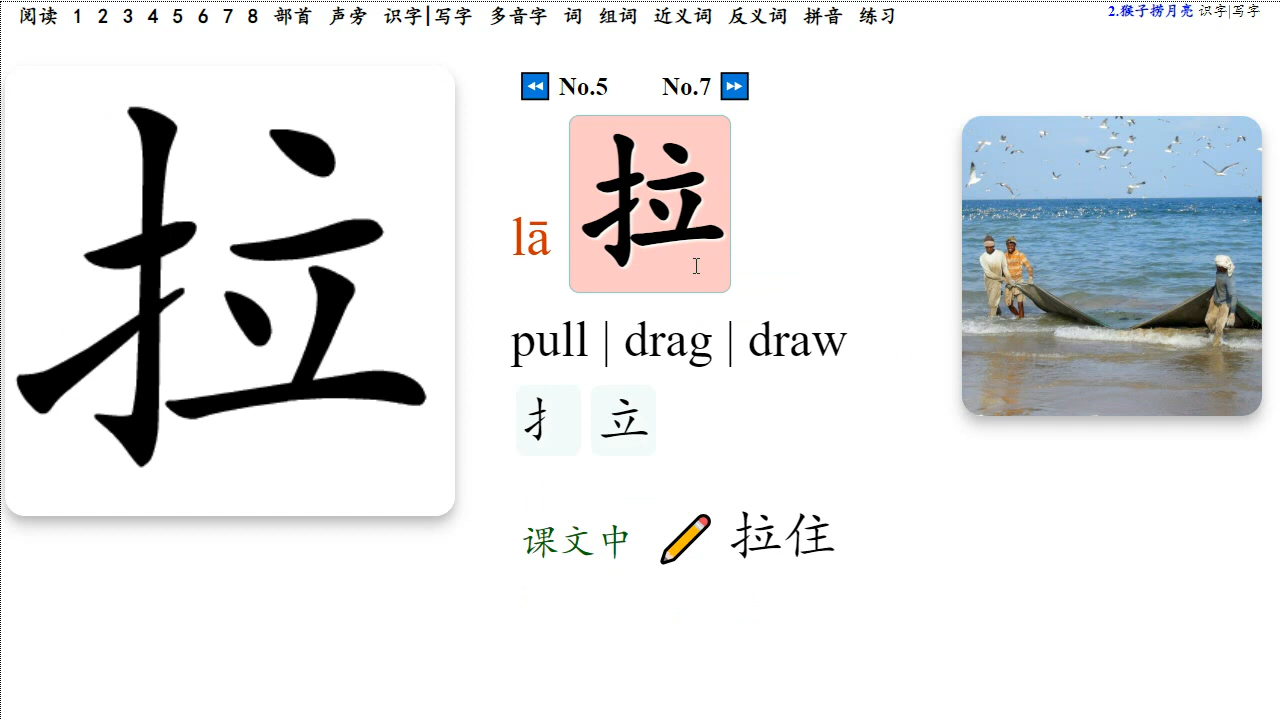 阅读 1 2 3 4 5 6 7 8 部首 声旁 识字|写字 多音字 词 组词 近义词 反义词 拼音 练习
2.猴子捞月亮 识字|写字
拉
No.5 No.7
lā 拉
pull | drag | draw
扌 立
课文中 拉住